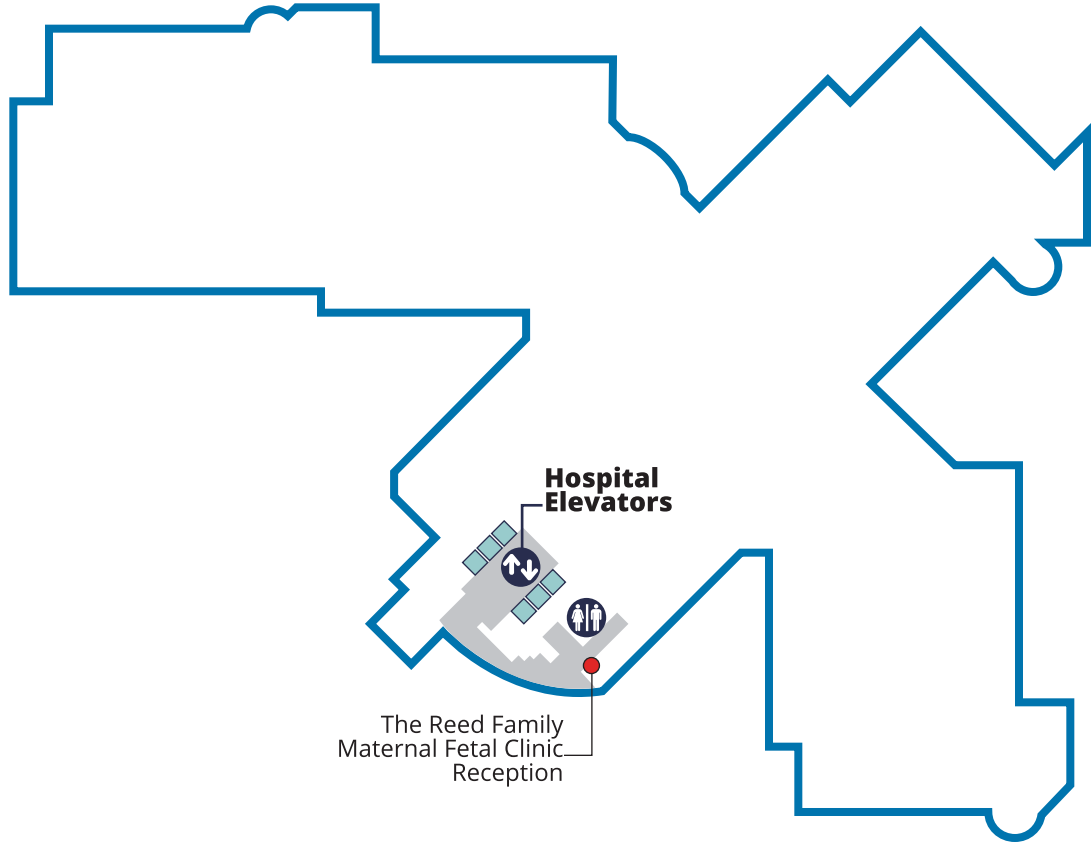 Hospital
Elevators
The Reed Family
Maternal Fetal Clinic
Reception